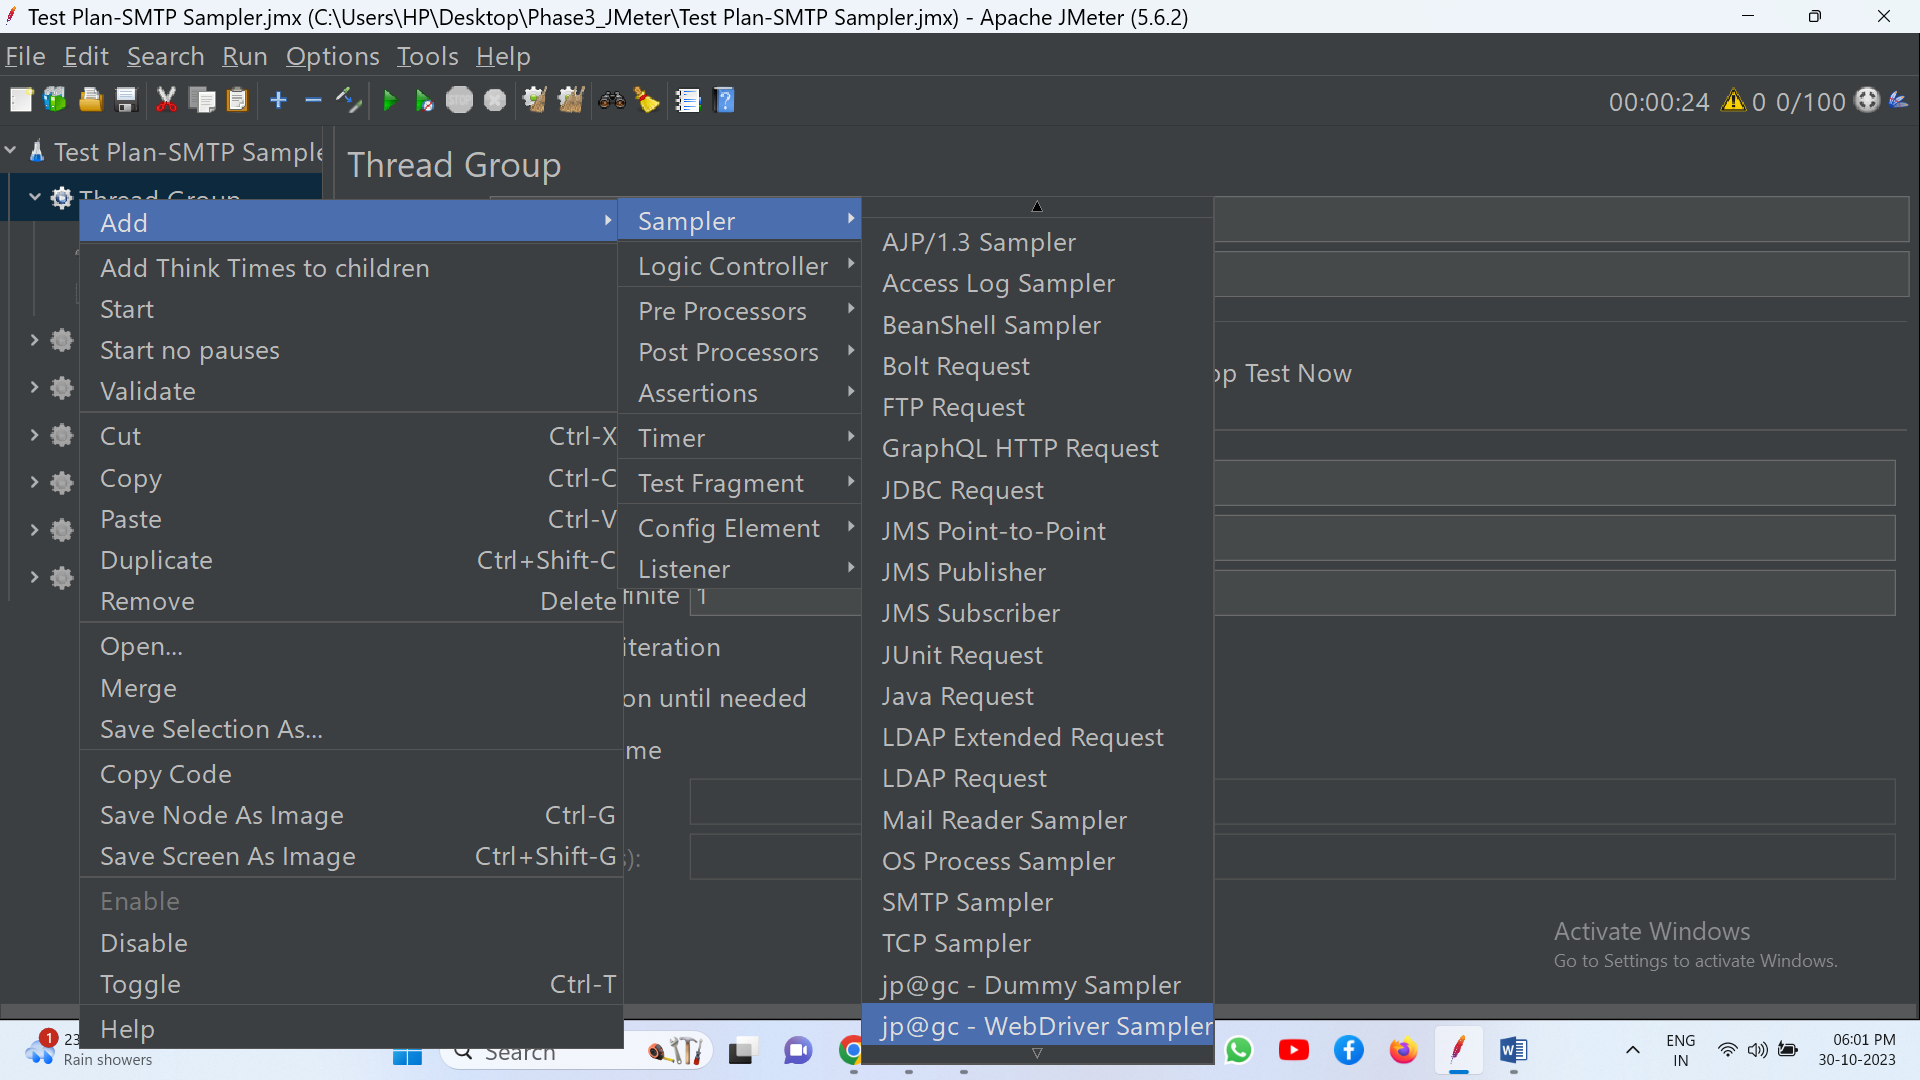 Test Plan-SMTP Sampler.jmx (C:\Users\HP\Desktop\Phase3_JMeter\Test Plan-SMTP Sampler.jmx) - Apache JMeter (5.6.2)
File Edit Search Run Options Tools Help
00:00:24 0 0/100
Test Plan-SMTP Sample
Thread Group
Thread Group
Add
Add Think Times to children
Start
Start no pauses
Validate
Cut Ctrl-X
Copy Ctrl-C
Paste Ctrl-V
Duplicate Ctrl+Shift-C
Remove Delete
Open...
Merge
Save Selection As...
Copy Code
Save Node As Image Ctrl-G
Save Screen As Image Ctrl+Shift-G
Enable
Disable
Toggle Ctrl-T
Help
Sampler
Logic Controller
Pre Processors
Post Processors
Assertions
Timer
Test Fragment
Config Element
Listener
finite 1
iteration
on until needed
me
s):
AJP/1.3 Sampler
Access Log Sampler
BeanShell Sampler
Bolt Request
FTP Request
GraphQL HTTP Request
JDBC Request
JMS Point-to-Point
JMS Publisher
JMS Subscriber
JUnit Request
Java Request
LDAP Extended Request
LDAP Request
Mail Reader Sampler
OS Process Sampler
SMTP Sampler
TCP Sampler
jp@gc - Dummy Sampler
jp@gc - WebDriver Sampler
op Test Now
Activate Windows
Go to Settings to activate Windows.
1
23
Rain showers
Search
ENG
IN
06:01 PM
30-10-2023